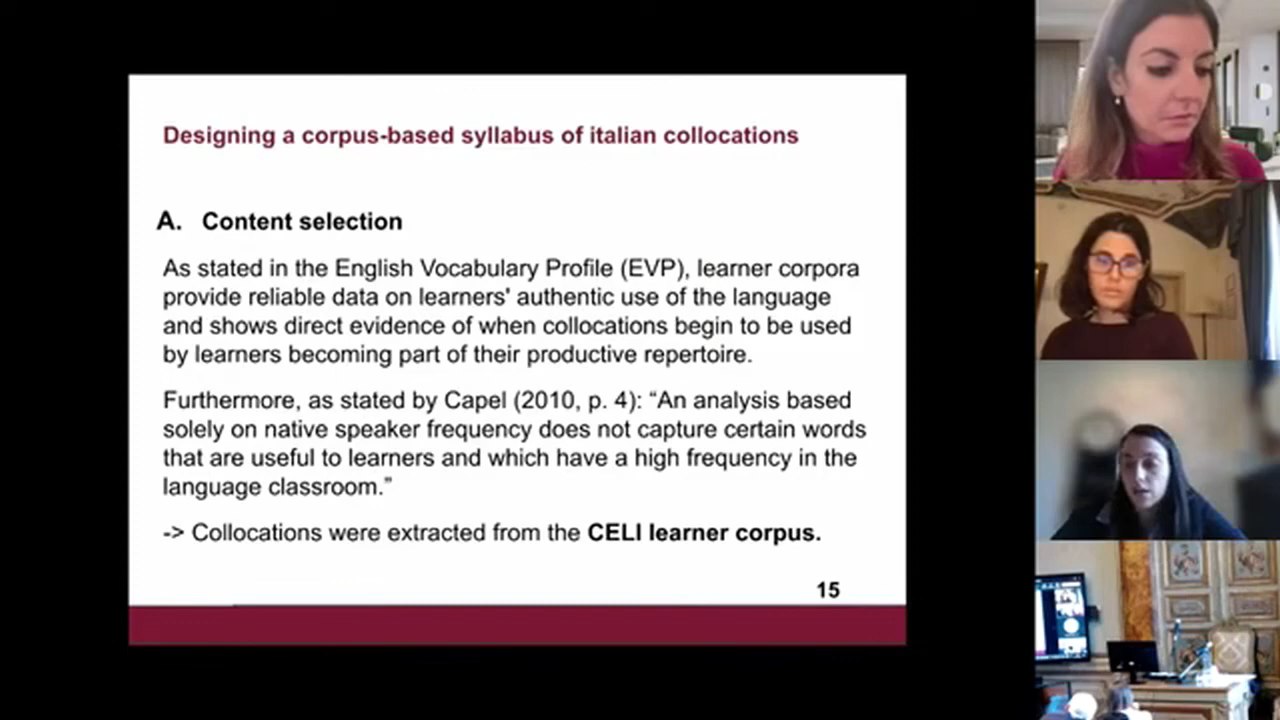 Designing a corpus-based syllabus of italian collocations
A. Content selection
As stated in the English Vocabulary Profile (EVP), learner corpora
provide reliable data on learners' authentic use of the language
and shows direct evidence of when collocations begin to be used
by learners becoming part of their productive repertoire.
Furthermore, as stated by Capel (2010, p. 4): “An analysis based
solely on native speaker frequency does not capture certain words
that are useful to learners and which have a high frequency in the
language classroom.”
-> Collocations were extracted from the CELI learner corpus.
15